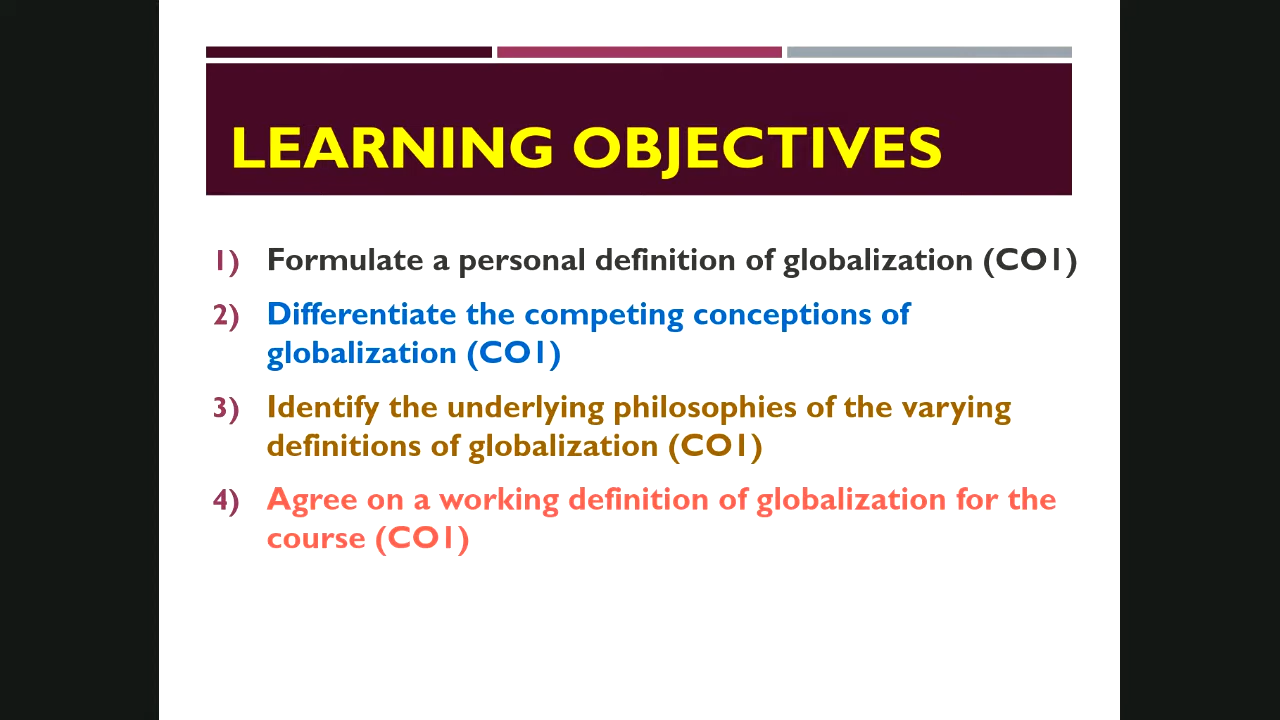 LEARNING OBJECTIVES
1) Formulate a personal definition of globalization (CO1)
2) Differentiate the competing conceptions of
globalization (CO1)
3) Identify the underlying philosophies of the varying
definitions of globalization (CO1)
4) Agree on a working definition of globalization for the
course (CO1)